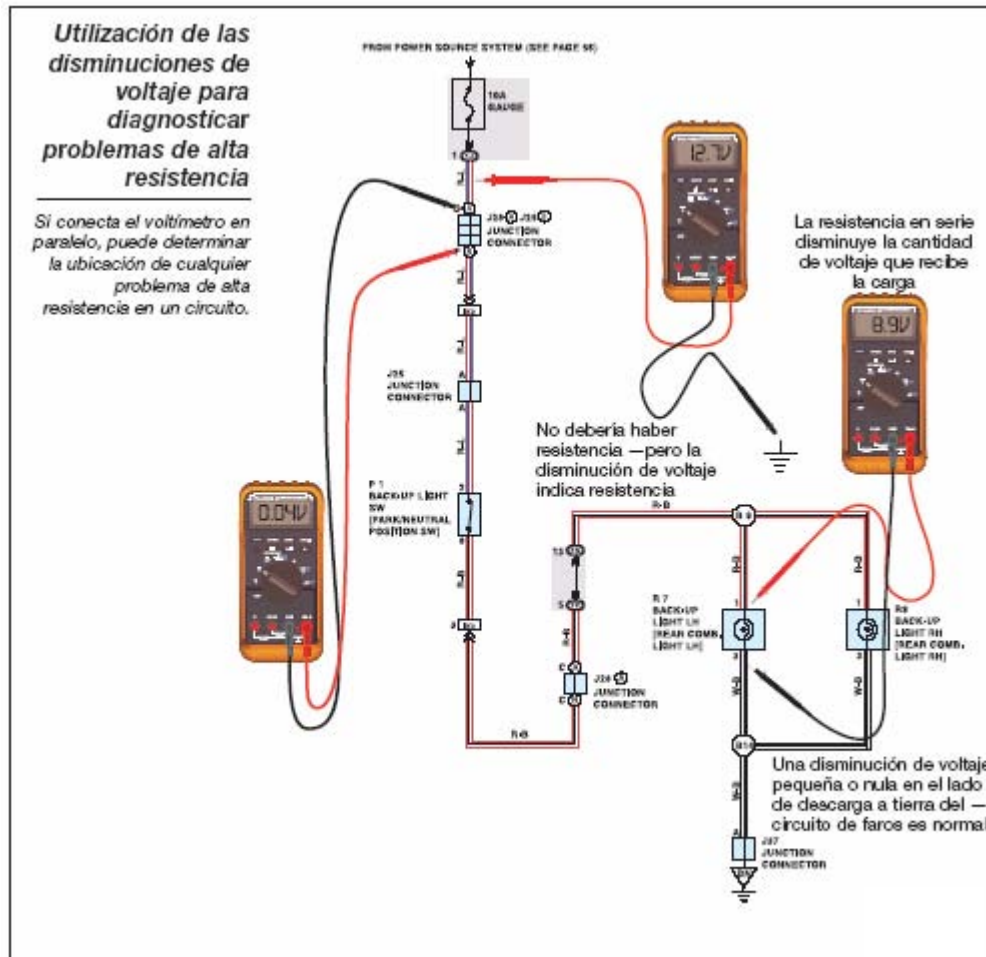 Utilización de las
disminuciones de
voltaje para
diagnosticar
problemas de alta
resistencia
Si conecta el voltímetro en
paralelo, puede determinar
la ubicación de cualquier
problema de alta
resistencia en un circuito.
FROM POWER SOURCE SYSTEM (SEE PAGE 56)
10A
GAUGE
1
12.7V
JUNCTION
CONNECTOR
La resistencia en serie
disminuye la cantidad
de voltaje que recibe
la carga
8.9V
A
J25
JUNCTION
CONNECTOR
A
No debería haber
resistencia —pero la
disminución de voltaje
indica resistencia
P 1
BACK-UP LIGHT
SW
[PARK/NEUTRAL
POSITION SW]
0.04V
R-B
R-B
R-B
1
1
R 7
BACK-UP
LIGHT LH
[REAR COMB.
LIGHT LH]
BACK-UP
LIGHT RH
[REAR COMB.
LIGHT RH]
R-B
C
J26 A
JUNCTION
CONNECTOR
C
W-B
W-B
R-B
Una disminución de voltaje
pequeña o nula en el lado
de descarga a tierra del —
circuito de faros es normal
W-B
A
J37
JUNCTION
CONNECTOR